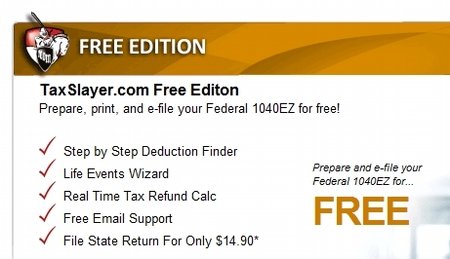 FREE EDITION
TaxSlayer.com Free Editon
Prepare, print, and e-file your Federal 1040EZ for free!
Step by Step Deduction Finder
Life Events Wizard
Real Time Tax Refund Calc
Free Email Support
File State Return For Only $14.90*
Prepare and e-file your
Federal 1040EZ for...
FREE